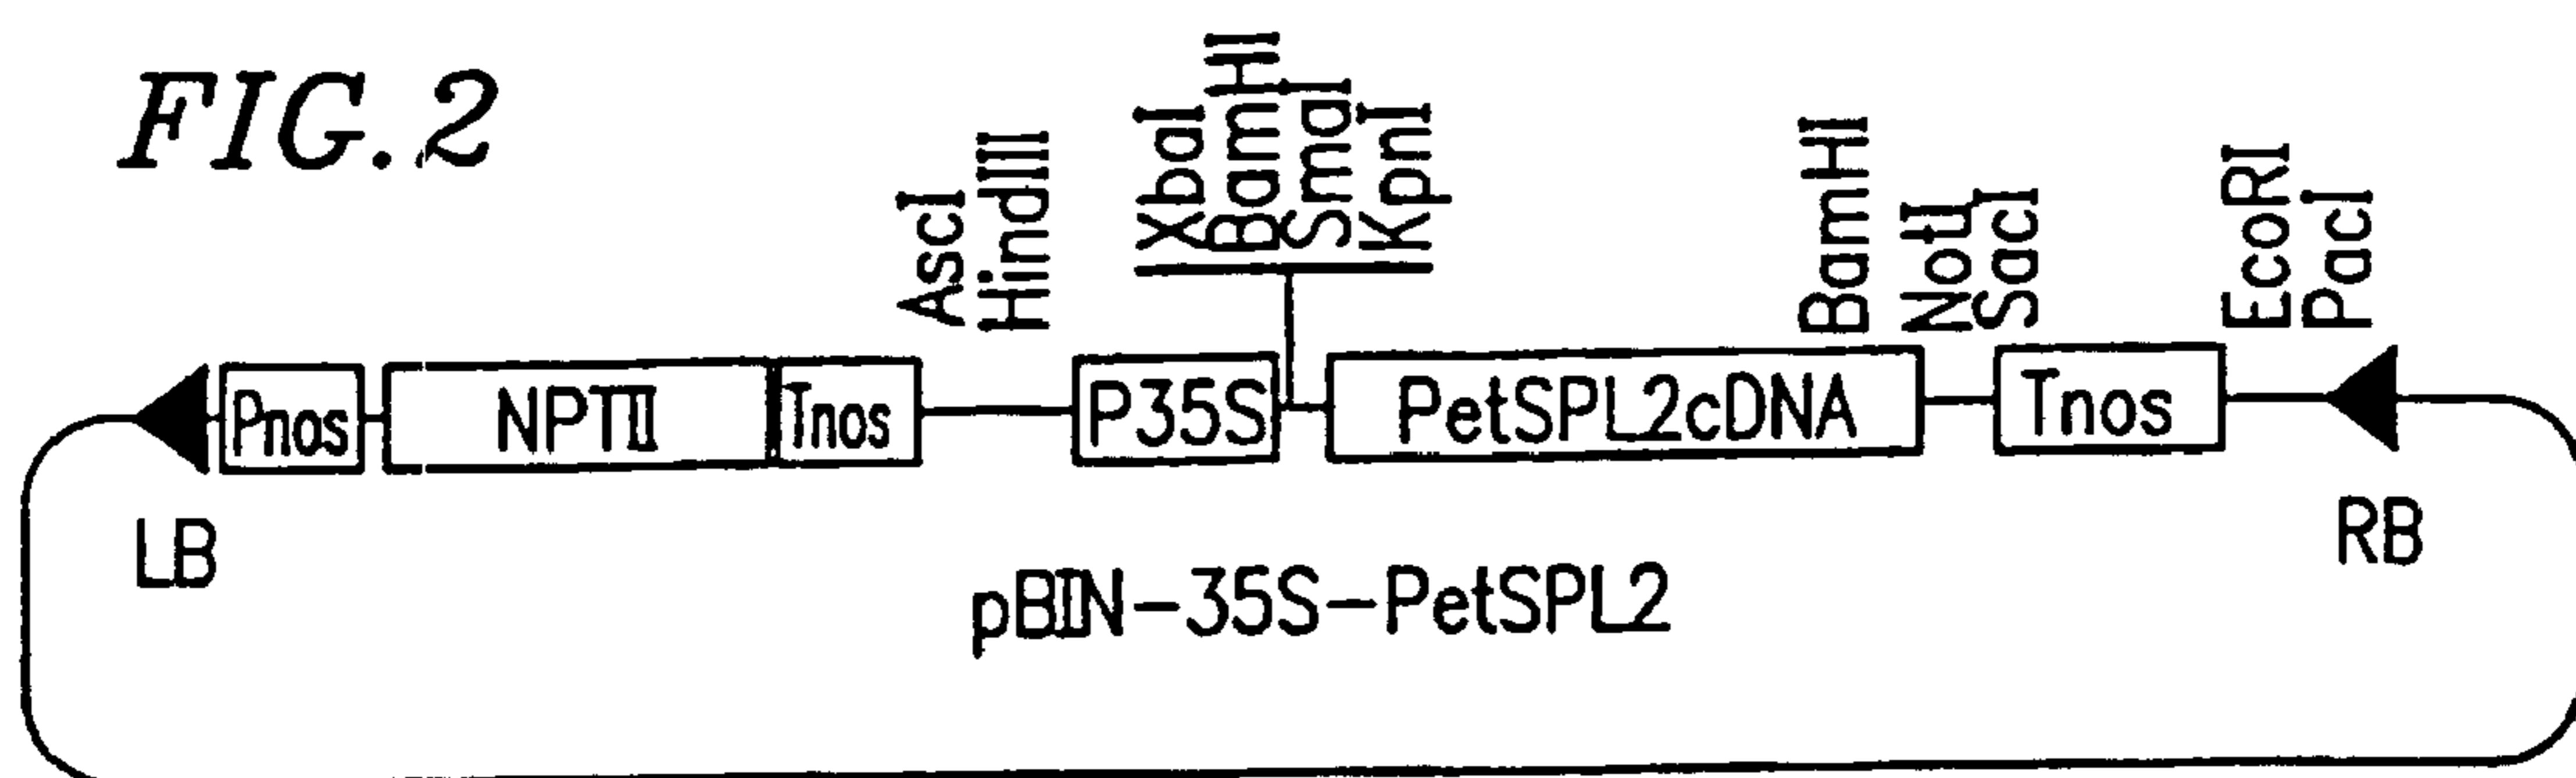 FIG.2
AscI
HindIII
XbaI
BamHI
SmaI
KpnI
BamHI
NotI
SacI
EcoRI
PacI
Pnos
NPTII
Tnos
P35S
PetSPL2cDNA
Tnos
LB
RB
pBIN-35S-PetSPL2